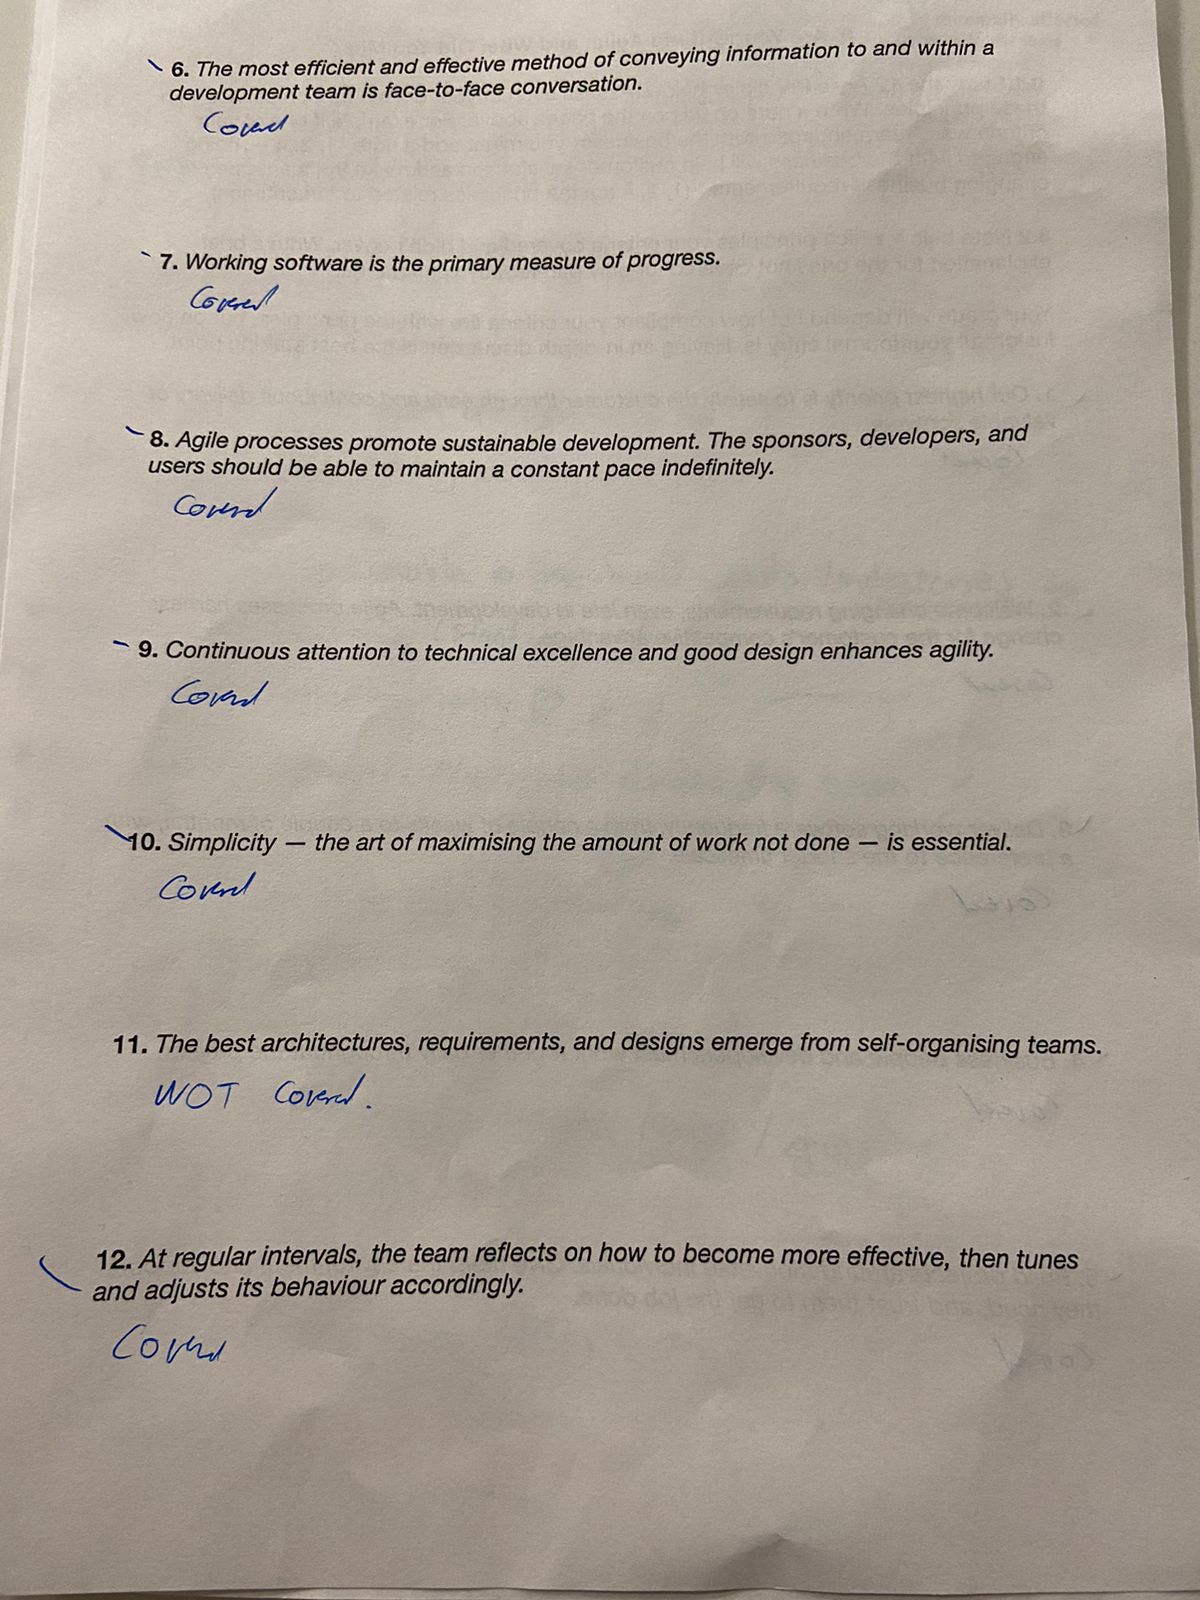 6. The most efficient and effective method of conveying information to and within a
development team is face-to-face conversation.
Covered
7. Working software is the primary measure of progress.
Covered
8. Agile processes promote sustainable development. The sponsors, developers, and
users should be able to maintain a constant pace indefinitely.
Covered
9. Continuous attention to technical excellence and good design enhances agility.
Covered
10. Simplicity — the art of maximising the amount of work not done — is essential.
Covered
11. The best architectures, requirements, and designs emerge from self-organising teams.
NOT Covered.
12. At regular intervals, the team reflects on how to become more effective, then tunes
and adjusts its behaviour accordingly.
Covered